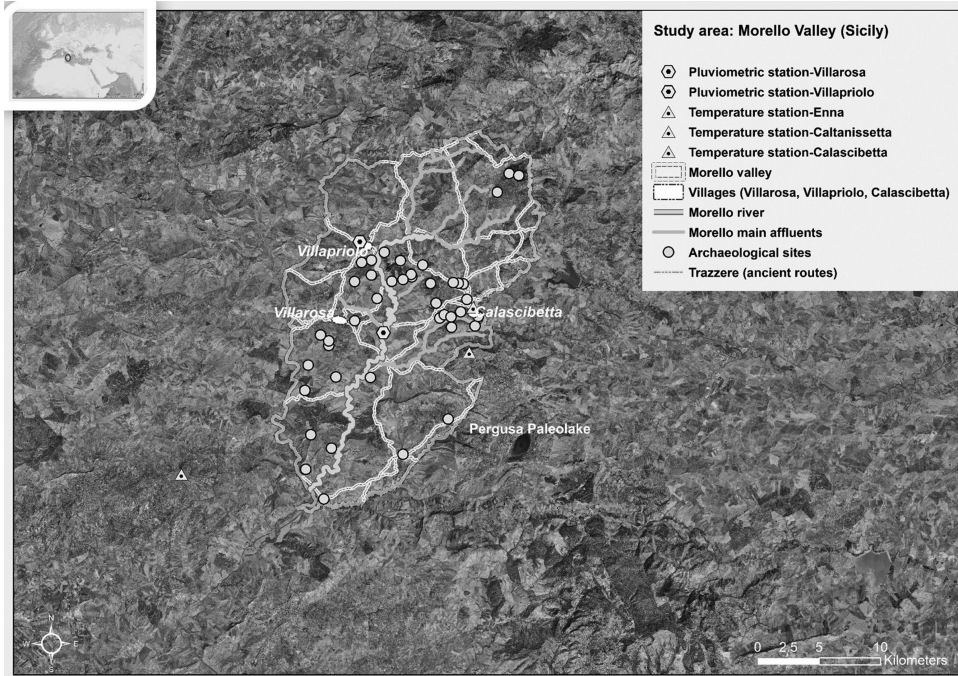 Study area: Morello Valley (Sicily)
Pluviometric station-Villarosa
Pluviometric station-Villapriolo
Temperature station-Enna
Temperature station-Caltanissetta
Temperature station-Calascibetta
Morello valley
Villages (Villarosa, Villapriolo, Calascibetta)
Morello river
Morello main affluents
Archaeological sites
Trazzere (ancient routes)
Villapriolo
Villarosa
Calascibetta
Pergusa Paleolake
N
W E
S
0 2,5 5 10
Kilometers